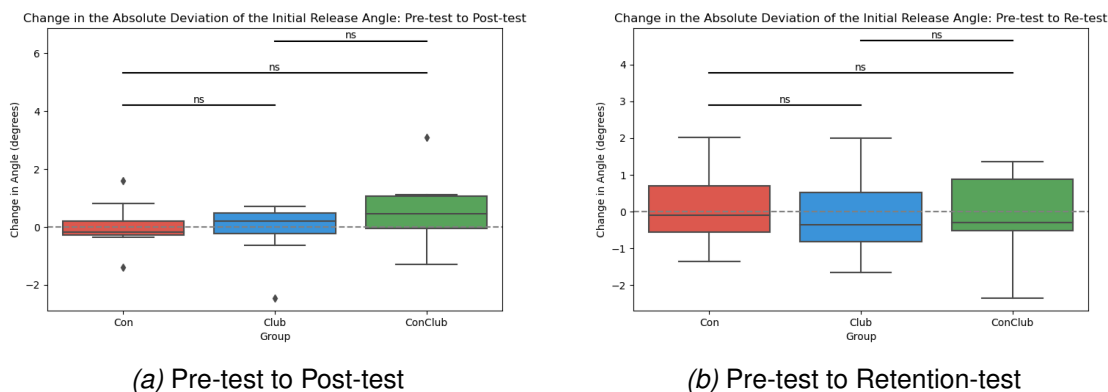 Change in the Absolute Deviation of the Initial Release Angle: Pre-test to Post-test
ns
ns
ns
6
4
2
0
−2
Change in Angle (degrees)
Con
Club
ConClub
Group
(a) Pre-test to Post-test
Change in the Absolute Deviation of the Initial Release Angle: Pre-test to Re-test
ns
ns
ns
4
3
2
1
0
−1
−2
Change in Angle (degrees)
Con
Club
ConClub
Group
(b) Pre-test to Retention-test